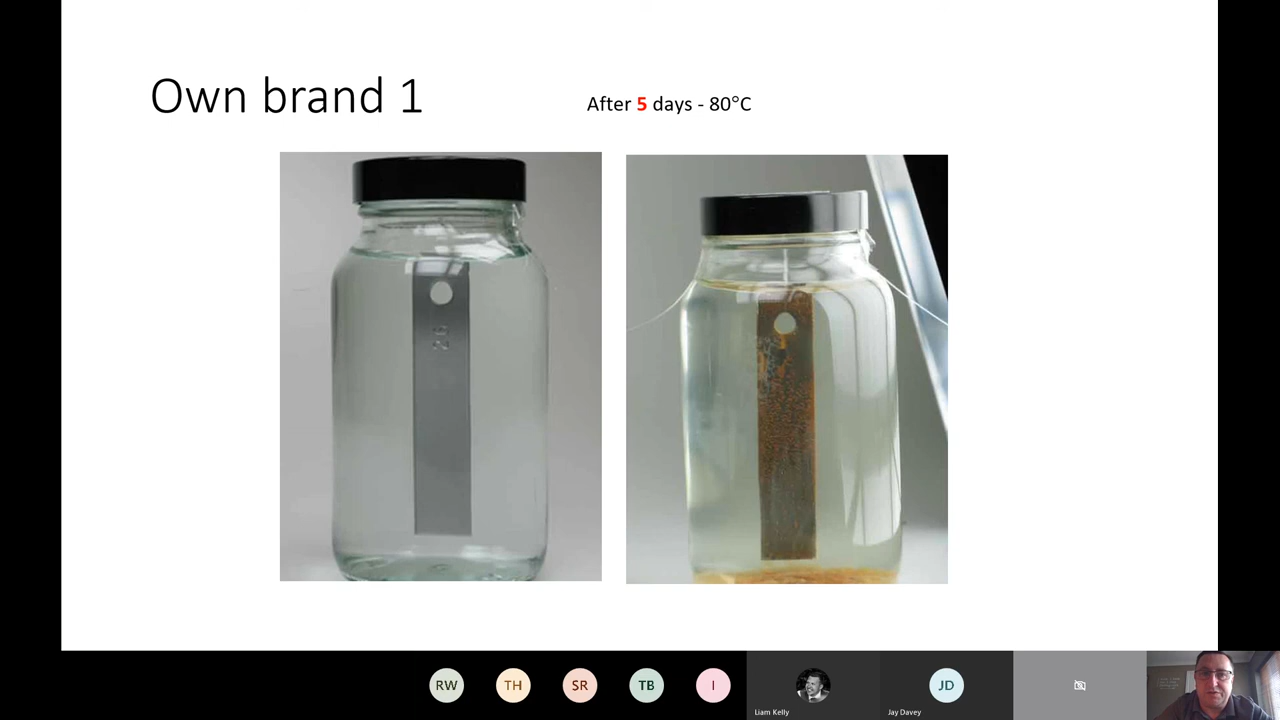 Own brand 1
After 5 days - 80°C
RW
TH
SR
TB
I
JD
Liam Kelly
Jay Davey